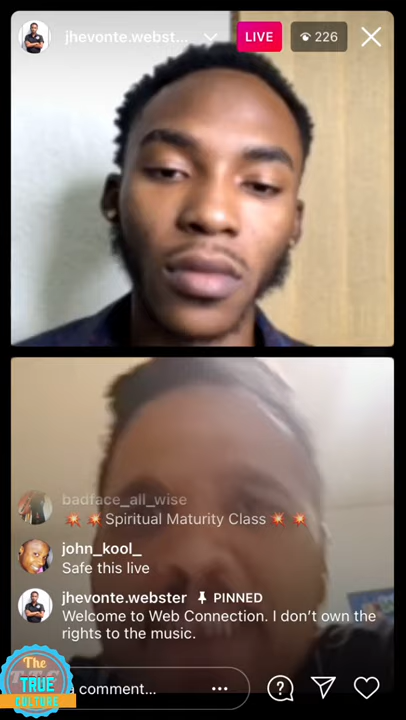 jhevonte.webst...
LIVE
226
badface_all_wise
💥 💥 Spiritual Maturity Class 💥 💥
john_kool_
Safe this live
jhevonte.webster PINNED
Welcome to Web Connection. I don't own the
rights to the music.
The
TRUE
CULTURE
a comment...